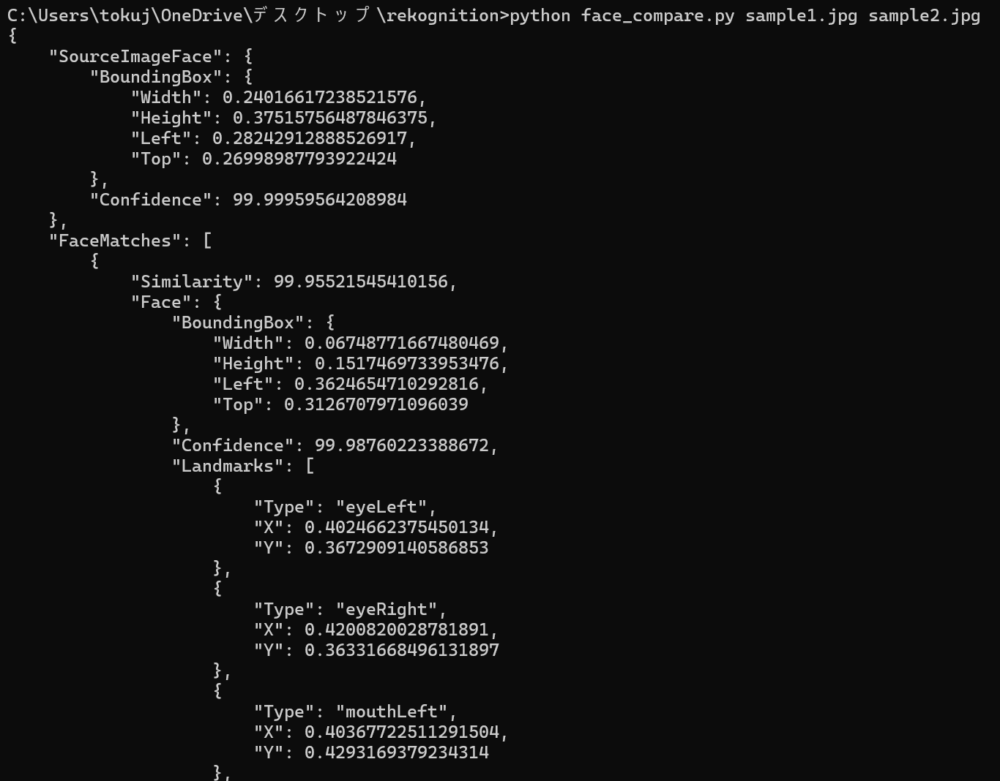 C:\Users\tokuj\OneDrive\デスクトップ\rekognition>python face_compare.py sample1.jpg sample2.jpg
{
    "SourceImageFace": {
        "BoundingBox": {
            "Width": 0.24016617238521576,
            "Height": 0.37515756487846375,
            "Left": 0.28242912888526917,
            "Top": 0.26998987793922424
        },
        "Confidence": 99.99959564208984
    },
    "FaceMatches": [
        {
            "Similarity": 99.95521545410156,
            "Face": {
                "BoundingBox": {
                    "Width": 0.06748771667480469,
                    "Height": 0.1517469733953476,
                    "Left": 0.3624654710292816,
                    "Top": 0.3126707971096039
                },
                "Confidence": 99.98760223388672,
                "Landmarks": [
                    {
                        "Type": "eyeLeft",
                        "X": 0.4024662375450134,
                        "Y": 0.3672909140586853
                    },
                    {
                        "Type": "eyeRight",
                        "X": 0.4200820028781891,
                        "Y": 0.36331668496131897
                    },
                    {
                        "Type": "mouthLeft",
                        "X": 0.40367722511291504,
                        "Y": 0.4293169379234314
                    },